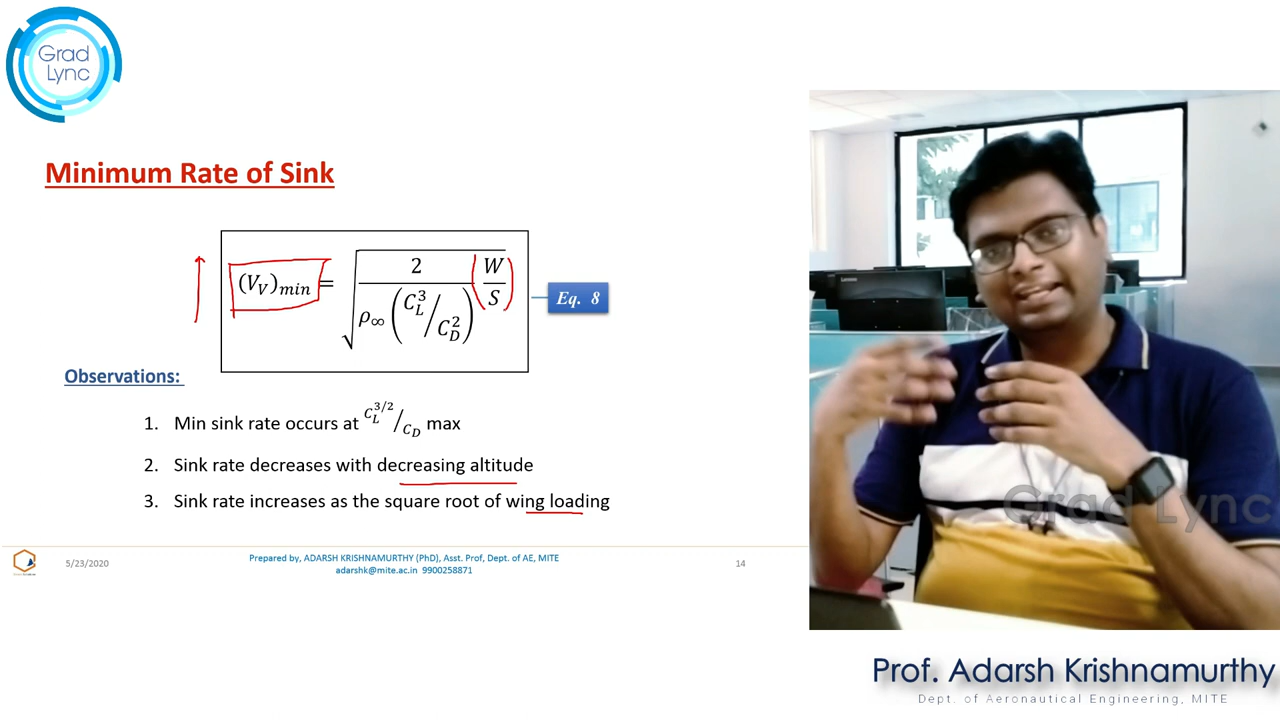 Grad
Lync
Minimum Rate of Sink
(V_V)_min = √(2 / (ρ_∞ (C_L^3 / C_D^2)) (W/S))
Eq. 8
Observations:
1. Min sink rate occurs at C_L^{3/2}/C_D max
2. Sink rate decreases with decreasing altitude
3. Sink rate increases as the square root of wing loading
5/23/2020
Prepared by, ADARSH KRISHNAMURTHY (PhD), Asst. Prof, Dept. of AE, MITE
adarshk@mite.ac.in 9900258871
14
Lenovo
Grad Lync
Prof. Adarsh Krishnamurthy
Dept. of Aeronautical Engineering, MITE